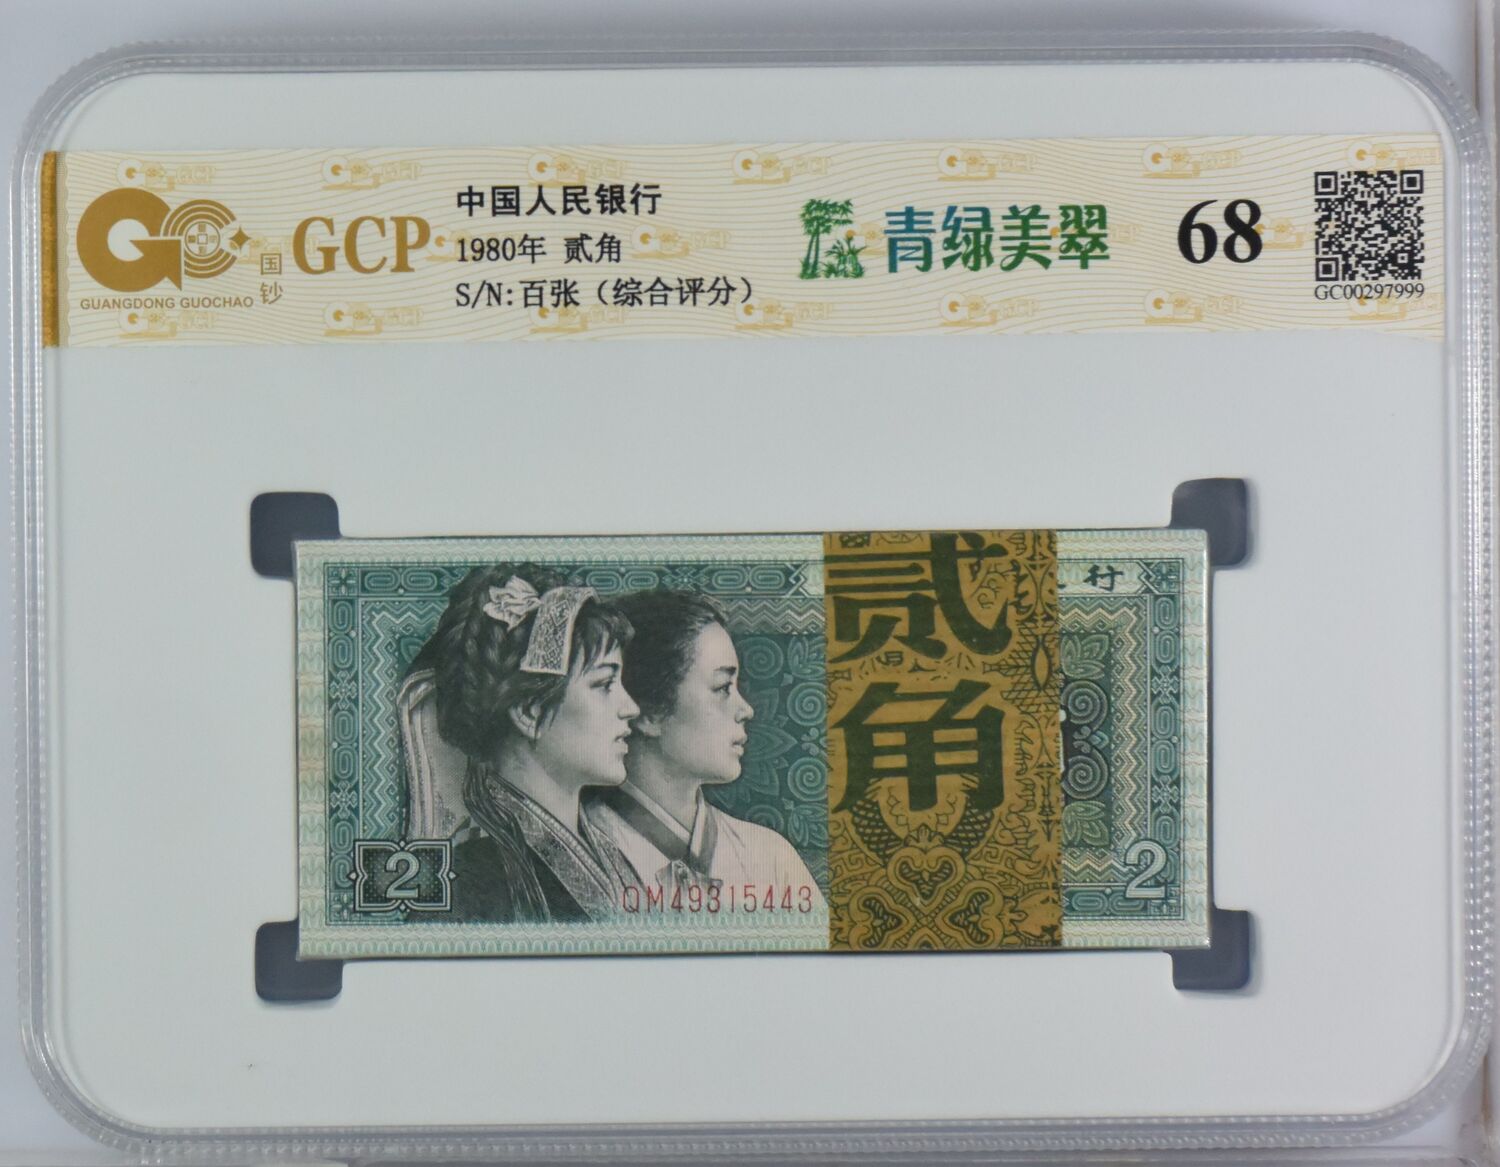 GCP
国钞
GUANGDONG GUOCHAO
中国人民银行
1980年 贰角
S/N:百张（综合评分）
青绿美翠
68
GC00297999
行
贰角
2
2
QM49315443